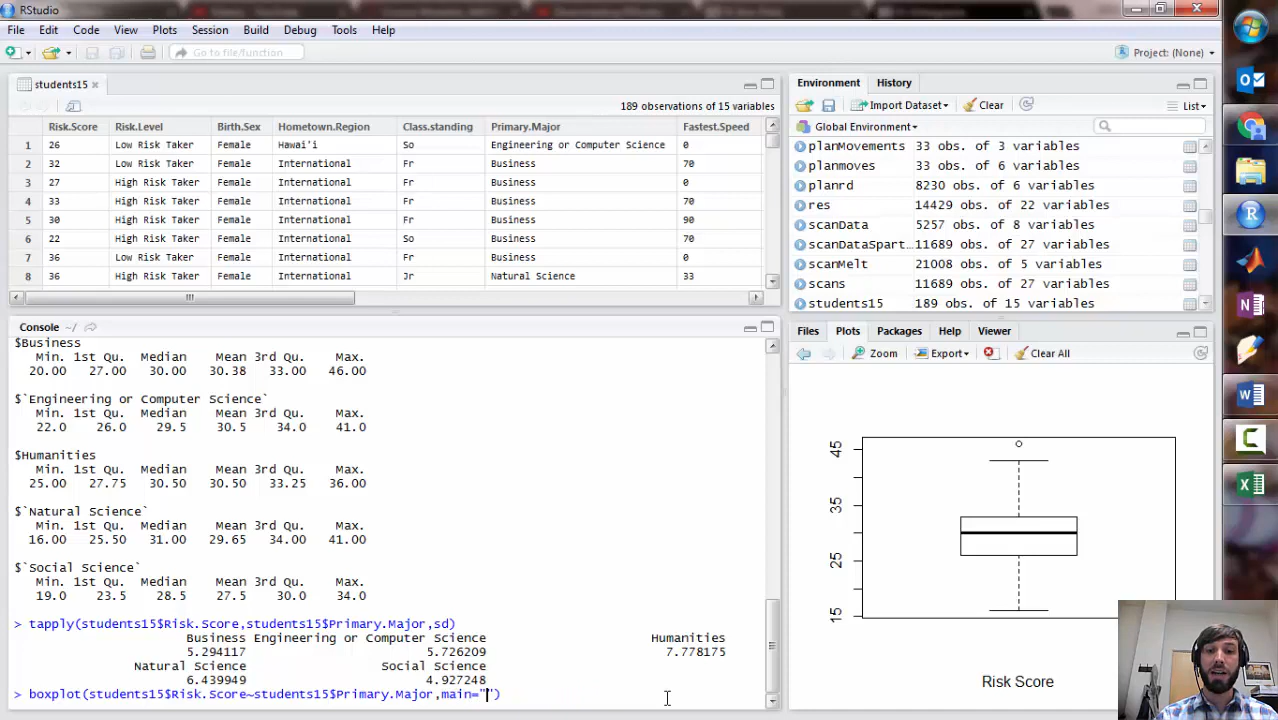 RStudio
File Edit Code View Plots Session Build Debug Tools Help
Go to file/function
Project: (None)
students15
189 observations of 15 variables
Risk.Score Risk.Level Birth.Sex Hometown.Region Class.standing Primary.Major Fastest.Speed
1 26 Low Risk Taker Female Hawai'i So Engineering or Computer Science 0
2 32 Low Risk Taker Female International Fr Business 70
3 27 High Risk Taker Female International Fr Business 0
4 33 High Risk Taker Female International Fr Business 70
5 30 High Risk Taker Female International Fr Business 90
6 22 High Risk Taker Female International So Business 70
7 36 Low Risk Taker Female International Fr Business 0
8 36 High Risk Taker Female International Jr Natural Science 33
Console ~/
$Business
Min. 1st Qu. Median Mean 3rd Qu. Max.
20.00 27.00 30.00 30.38 33.00 46.00
$`Engineering or Computer Science`
Min. 1st Qu. Median Mean 3rd Qu. Max.
22.0 26.0 29.5 30.5 34.0 41.0
$Humanities
Min. 1st Qu. Median Mean 3rd Qu. Max.
25.00 27.75 30.50 30.50 33.25 36.00
$`Natural Science`
Min. 1st Qu. Median Mean 3rd Qu. Max.
16.00 25.50 31.00 29.65 34.00 41.00
$`Social Science`
Min. 1st Qu. Median Mean 3rd Qu. Max.
19.0 23.5 28.5 27.5 30.0 34.0
> tapply(students15$Risk.Score,students15$Primary.Major,sd)
Business Engineering or Computer Science Humanities
5.294117 5.726209 7.778175
Natural Science Social Science
6.439949 4.927248
> boxplot(students15$Risk.Score~students15$Primary.Major,main="")
Environment History
Import Dataset Clear List
Global Environment
planMovements 33 obs. of 3 variables
planmoves 33 obs. of 6 variables
planrd 8230 obs. of 6 variables
res 14429 obs. of 22 variables
scanData 5257 obs. of 8 variables
scanDataSpart… 11689 obs. of 27 variables
scanMelt 21008 obs. of 5 variables
scans 11689 obs. of 27 variables
students15 189 obs. of 15 variables
Files Plots Packages Help Viewer
Zoom Export Clear All
45
35
25
15
Risk Score